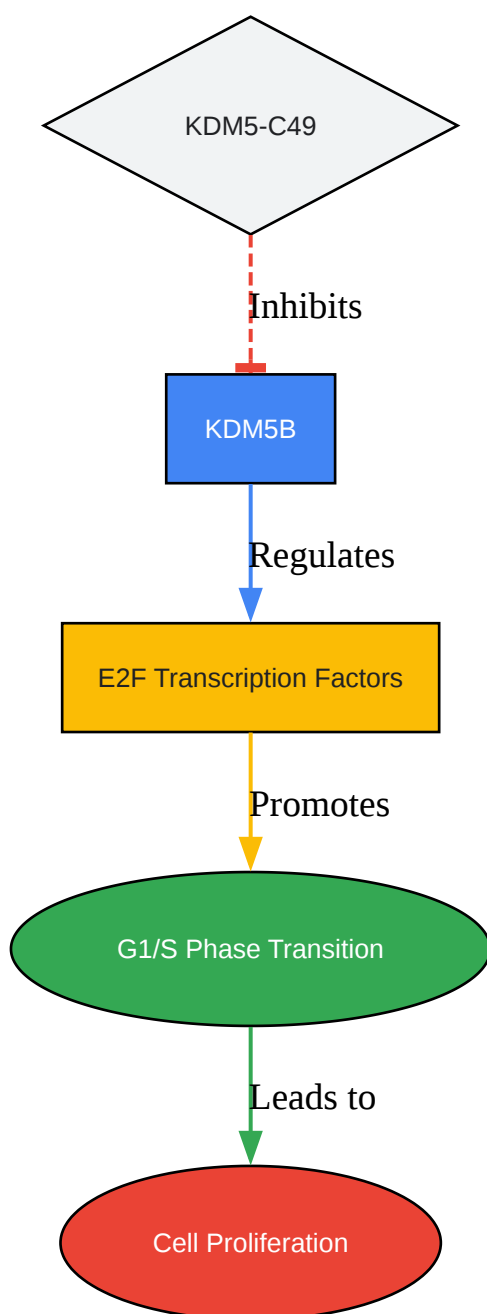 KDM5-C49
Inhibits
KDM5B
Regulates
E2F Transcription Factors
Promotes
G1/S Phase Transition
Leads to
Cell Proliferation